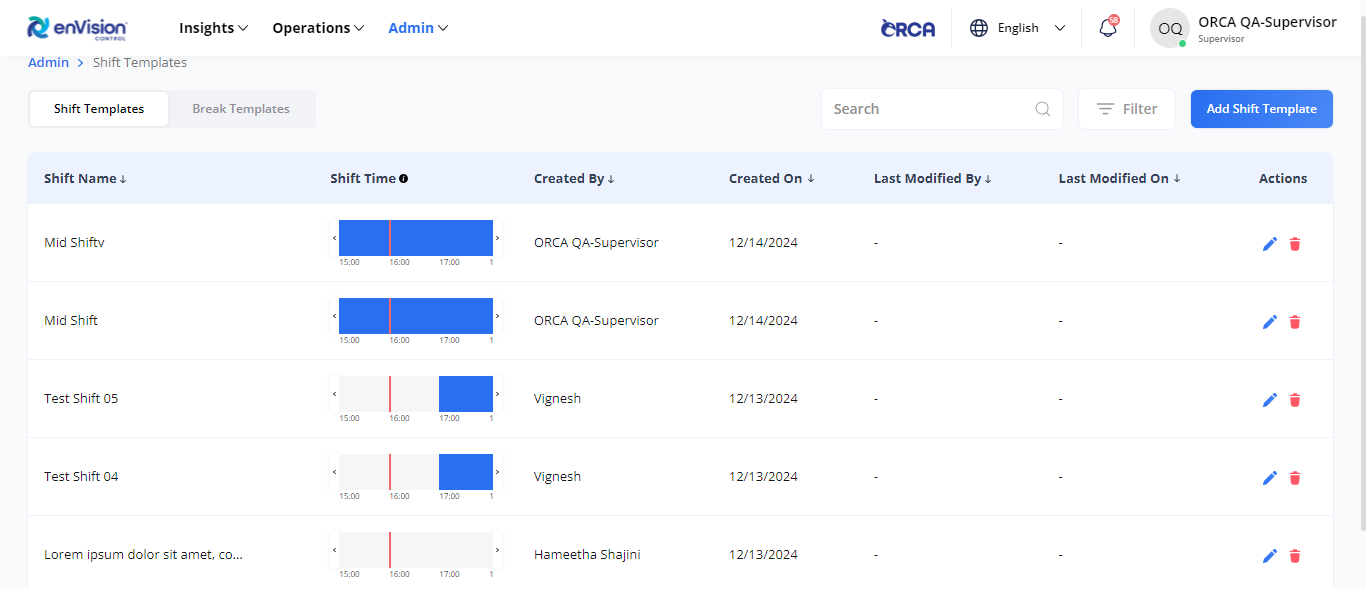 enVision
CONTROL
Insights
Operations
Admin
ORCA
English
58
OQ
ORCA QA-Supervisor
Supervisor
Admin > Shift Templates
Shift Templates
Break Templates
Search
Filter
Add Shift Template
Shift Name ↓
Shift Time
Created By ↓
Created On ↓
Last Modified By ↓
Last Modified On ↓
Actions
Mid Shiftv
15:00 16:00 17:00 1
ORCA QA-Supervisor
12/14/2024
-
-
Mid Shift
15:00 16:00 17:00 1
ORCA QA-Supervisor
12/14/2024
-
-
Test Shift 05
15:00 16:00 17:00 1
Vignesh
12/13/2024
-
-
Test Shift 04
15:00 16:00 17:00 1
Vignesh
12/13/2024
-
-
Lorem ipsum dolor sit amet, co...
15:00 16:00 17:00 1
Hameetha Shajini
12/13/2024
-
-